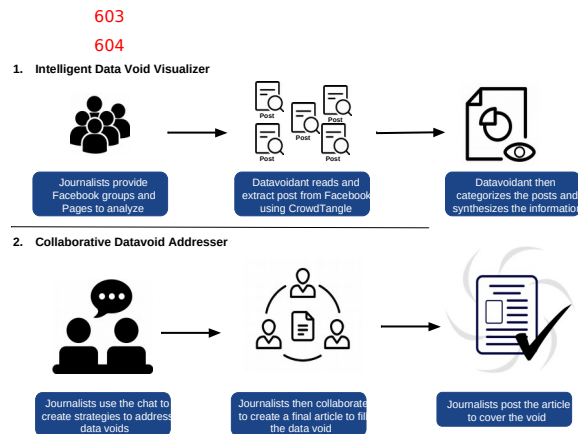 603
604
1. Intelligent Data Void Visualizer
Post
Post
Post
Post
Post
Journalists provide
Facebook groups and
Pages to analyze
Datavoidant reads and
extract post from Facebook
using CrowdTangle
Datavoidant then
categorizes the posts and
synthesizes the information
2. Collaborative Datavoid Addresser
Journalists use the chat to
create strategies to address
data voids
Journalists then collaborate
to create a final article to fill
the data void
Journalists post the article
to cover the void